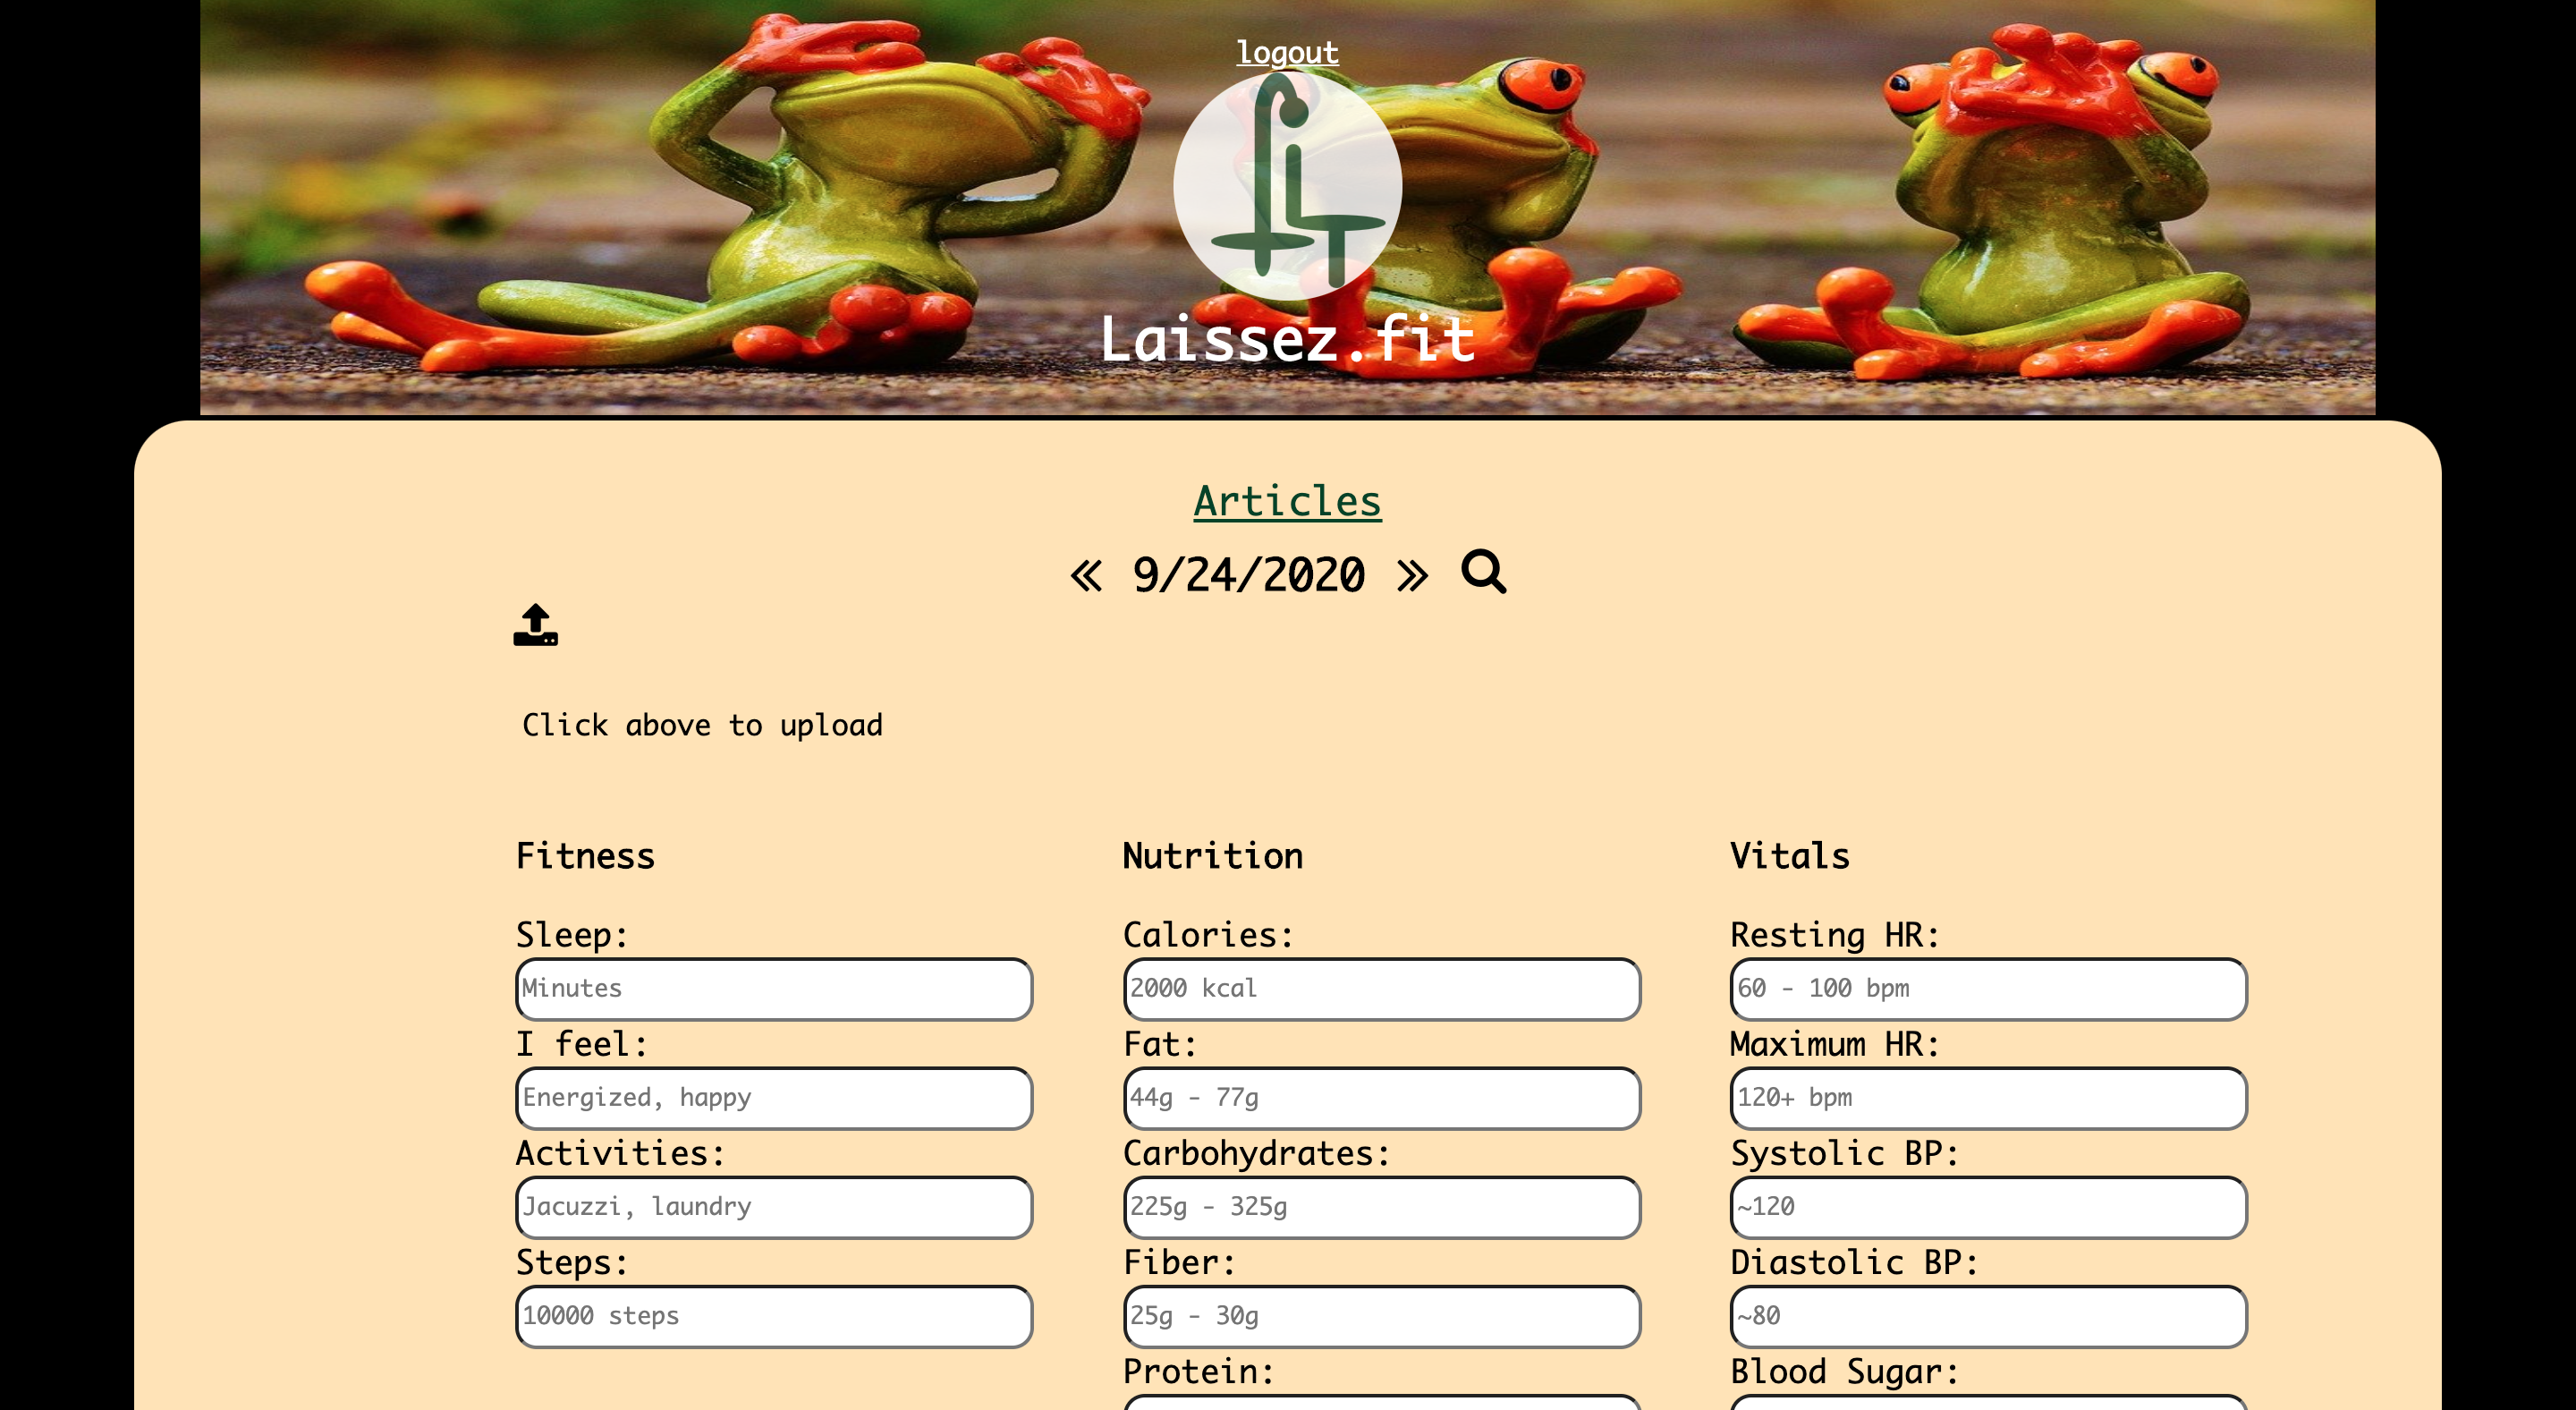 logout
fit
Laissez.fit
Articles
« 9/24/2020 »
Click above to upload
Fitness
Sleep:
Minutes
I feel:
Energized, happy
Activities:
Jacuzzi, laundry
Steps:
10000 steps
Nutrition
Calories:
2000 kcal
Fat:
44g - 77g
Carbohydrates:
225g - 325g
Fiber:
25g - 30g
Protein:
Vitals
Resting HR:
60 - 100 bpm
Maximum HR:
120+ bpm
Systolic BP:
~120
Diastolic BP:
~80
Blood Sugar: